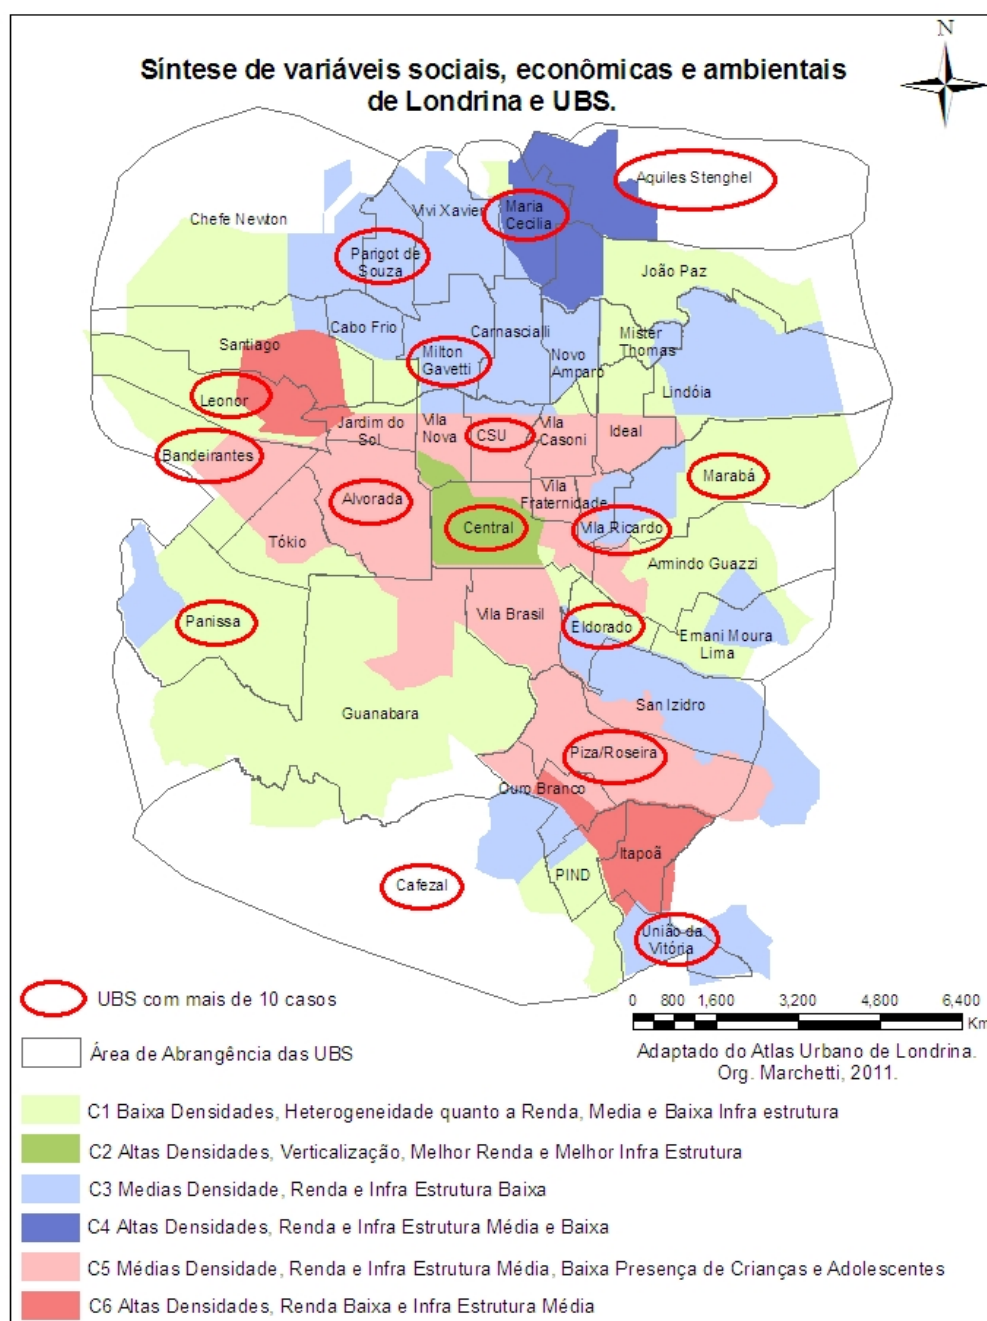 N
Síntese de variáveis sociais, econômicas e ambientais
de Londrina e UBS.
Aquiles Stenghel
Maria
Cecilia
Vivi Xavier
Chefe Newton
Parigot de
Souza
João Paz
Cabo Frio
Carnascialli
Mister
Thomas
Santiago
Milton
Gavetti
Novo
Amparo
Leonor
Lindóia
Jardim do
Sol
Vila
Nova
CSU
Vila
Casoni
Ideal
Bandeirantes
Marabá
Alvorada
Vila
Fraternidade
Central
Vila Ricardo
Tókio
Amindo Guazzi
Panissa
Vila Brasil
Eldorado
Emani Moura
Lima
Guanabara
San Izidro
Piza/Roseira
Ouro Branco
Itapoã
PIND
Cafezal
União da
Vitória
UBS com mais de 10 casos
0 800 1,600 3,200 4,800 6,400
Km
Área de Abrangência das UBS
Adaptado do Atlas Urbano de Londrina.
Org. Marchetti, 2011.
C1 Baixa Densidades, Heterogeneidade quanto a Renda, Media e Baixa Infra estrutura
C2 Altas Densidades, Verticalização, Melhor Renda e Melhor Infra Estrutura
C3 Medias Densidade, Renda e Infra Estrutura Baixa
C4 Altas Densidades, Renda e Infra Estrutura Média e Baixa
C5 Médias Densidade, Renda e Infra Estrutura Média, Baixa Presença de Crianças e Adolescentes
C6 Altas Densidades, Renda Baixa e Infra Estrutura Média